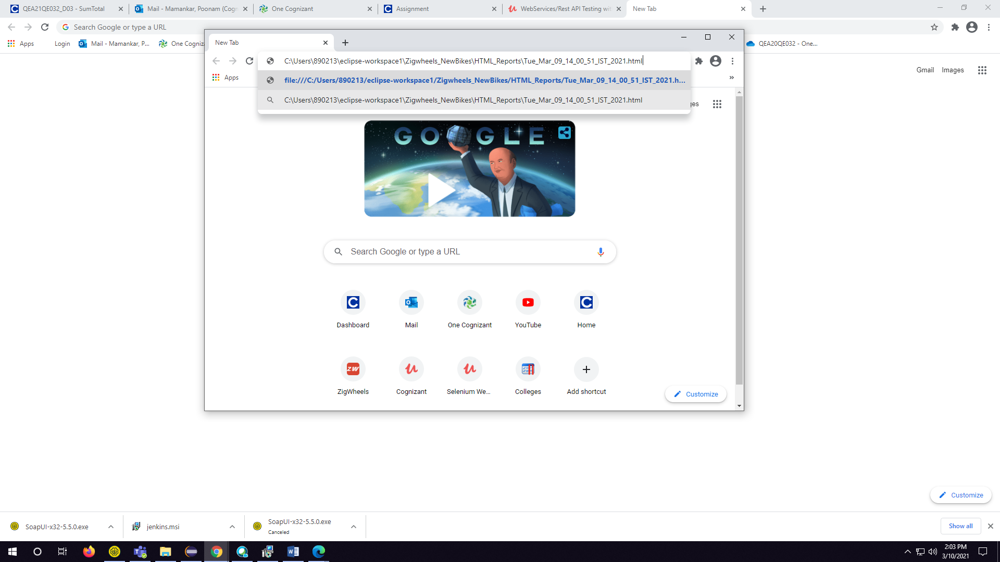 QEA21QE032_D03 - SumTotal
Mail - Mamankar, Poonam (Cogn
One Cognizant
Assignment
WebServices/Rest API Testing wit
New Tab
Search Google or type a URL
Apps
Login
Mail - Mamankar, P...
One Cogniz
QEA20QE032 - One...
Gmail
Images
New Tab
C:\Users\890213\eclipse-workspace1\Zigwheels_NewBikes\HTML_Reports\Tue_Mar_09_14_00_51_IST_2021.html
Apps
»
file:///C:/Users/890213/eclipse-workspace1/Zigwheels_NewBikes/HTML_Reports/Tue_Mar_09_14_00_51_IST_2021.h...
C:\Users\890213\eclipse-workspace1\Zigwheels_NewBikes\HTML_Reports\Tue_Mar_09_14_00_51_IST_2021.html
ges
GOOGLE
Search Google or type a URL
Dashboard
Mail
One Cognizant
YouTube
Home
ZigWheels
Cognizant
Selenium We...
Colleges
Add shortcut
Customize
Customize
SoapUI-x32-5.5.0.exe
jenkins.msi
SoapUI-x32-5.5.0.exe
Canceled
Show all
2:03 PM
3/10/2021